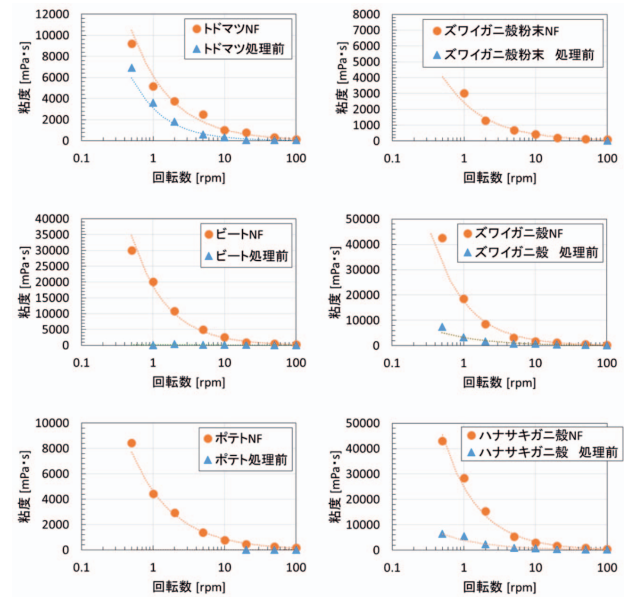 粘度 [mPa・s]
12000
10000
8000
6000
4000
2000
0
トドマツNF
トドマツ処理前
0.1 1 10 100
回転数 [rpm]
粘度 [mPa・s]
8000
7000
6000
5000
4000
3000
2000
1000
0
ズワイガニ殻粉末NF
ズワイガニ殻粉末 処理前
0.1 1 10 100
回転数 [rpm]
粘度 [mPa・s]
40000
35000
30000
25000
20000
15000
10000
5000
0
ビートNF
ビート処理前
0.1 1 10 100
回転数 [rpm]
粘度 [mPa・s]
50000
40000
30000
20000
10000
0
ズワイガニ殻NF
ズワイガニ殻 処理前
0.1 1 10 100
回転数 [rpm]
粘度 [mPa・s]
10000
8000
6000
4000
2000
0
ポテトNF
ポテト処理前
0.1 1 10 100
回転数 [rpm]
粘度 [mPa・s]
50000
40000
30000
20000
10000
0
ハナサキガニ殻NF
ハナサキガニ殻 処理前
0.1 1 10 100
回転数 [rpm]